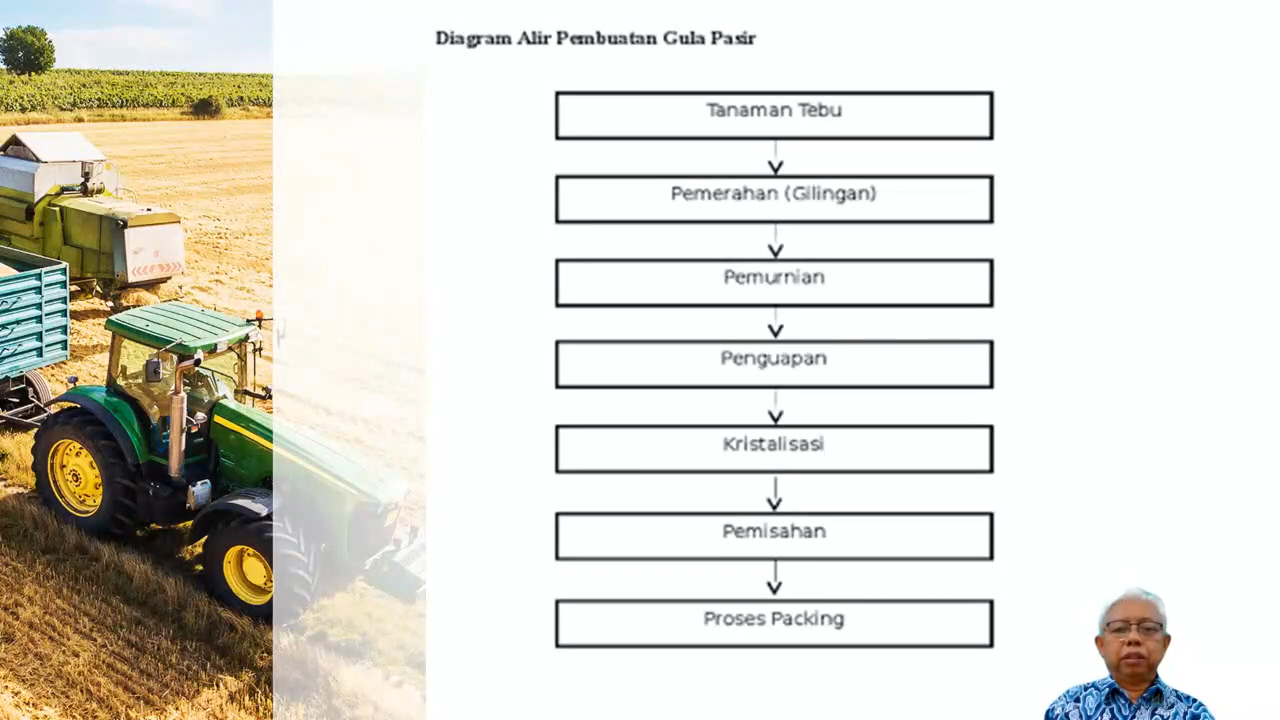 Diagram Alir Pembuatan Gula Pasir
Tanaman Tebu
Pemerahan (Gilingan)
Pemurnian
Penguapan
Kristalisasi
Pemisahan
Proses Packing